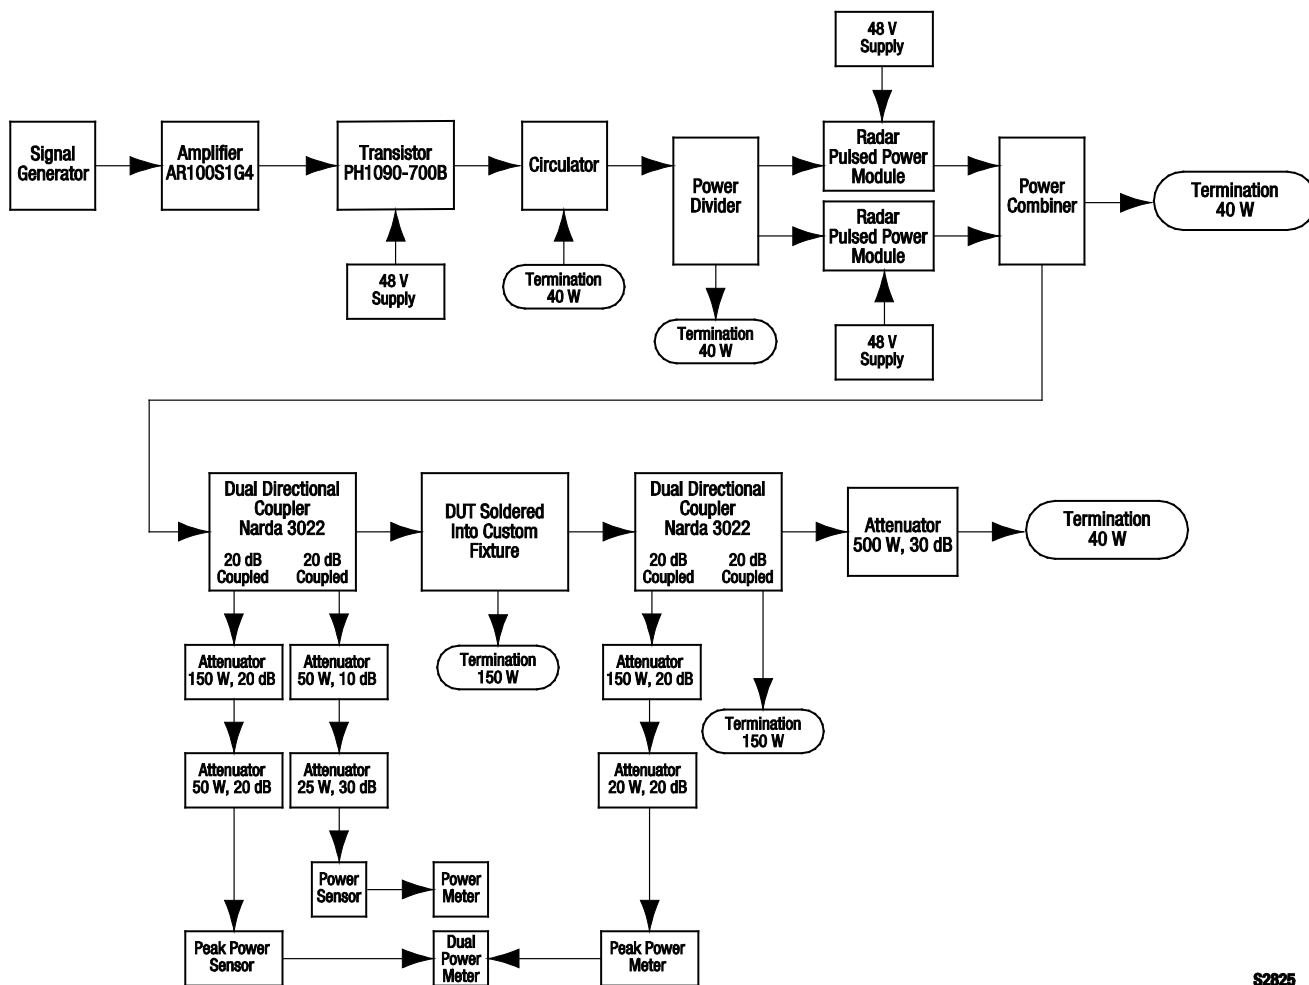 48 V
Supply
Signal
Generator
Amplifier
AR100S1G4
Transistor
PH1090-700B
Circulator
Power
Divider
Radar
Pulsed Power
Module
Radar
Pulsed Power
Module
Power
Combiner
Termination
40 W
48 V
Supply
Termination
40 W
Termination
40 W
48 V
Supply
Dual Directional
Coupler
Narda 3022
20 dB
Coupled
20 dB
Coupled
DUT Soldered
Into Custom
Fixture
Dual Directional
Coupler
Narda 3022
20 dB
Coupled
20 dB
Coupled
Attenuator
500 W, 30 dB
Termination
40 W
Attenuator
150 W, 20 dB
Attenuator
50 W, 10 dB
Termination
150 W
Attenuator
150 W, 20 dB
Termination
150 W
Attenuator
50 W, 20 dB
Attenuator
25 W, 30 dB
Attenuator
20 W, 20 dB
Power
Sensor
Power
Meter
Peak Power
Sensor
Dual
Power
Meter
Peak Power
Meter
S2825